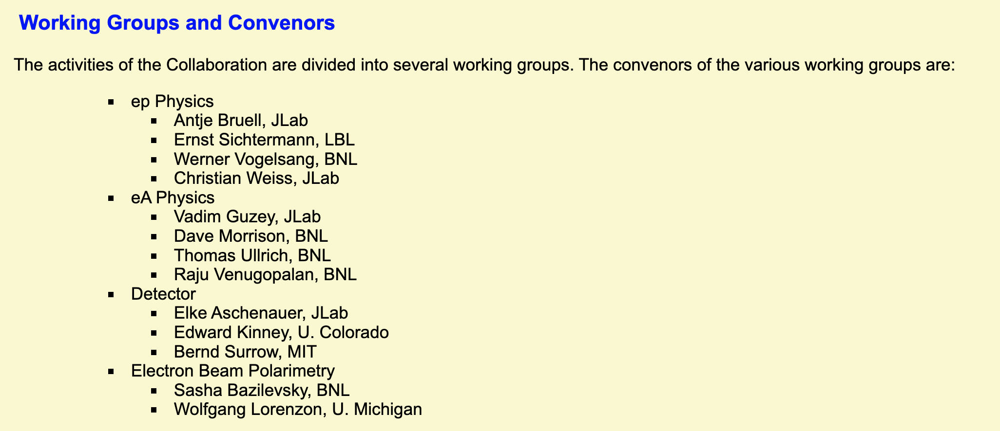 Working Groups and Convenors
The activities of the Collaboration are divided into several working groups. The convenors of the various working groups are:
ep Physics
Antje Bruell, JLab
Ernst Sichtermann, LBL
Werner Vogelsang, BNL
Christian Weiss, JLab
eA Physics
Vadim Guzey, JLab
Dave Morrison, BNL
Thomas Ullrich, BNL
Raju Venugopalan, BNL
Detector
Elke Aschenauer, JLab
Edward Kinney, U. Colorado
Bernd Surrow, MIT
Electron Beam Polarimetry
Sasha Bazilevsky, BNL
Wolfgang Lorenzon, U. Michigan